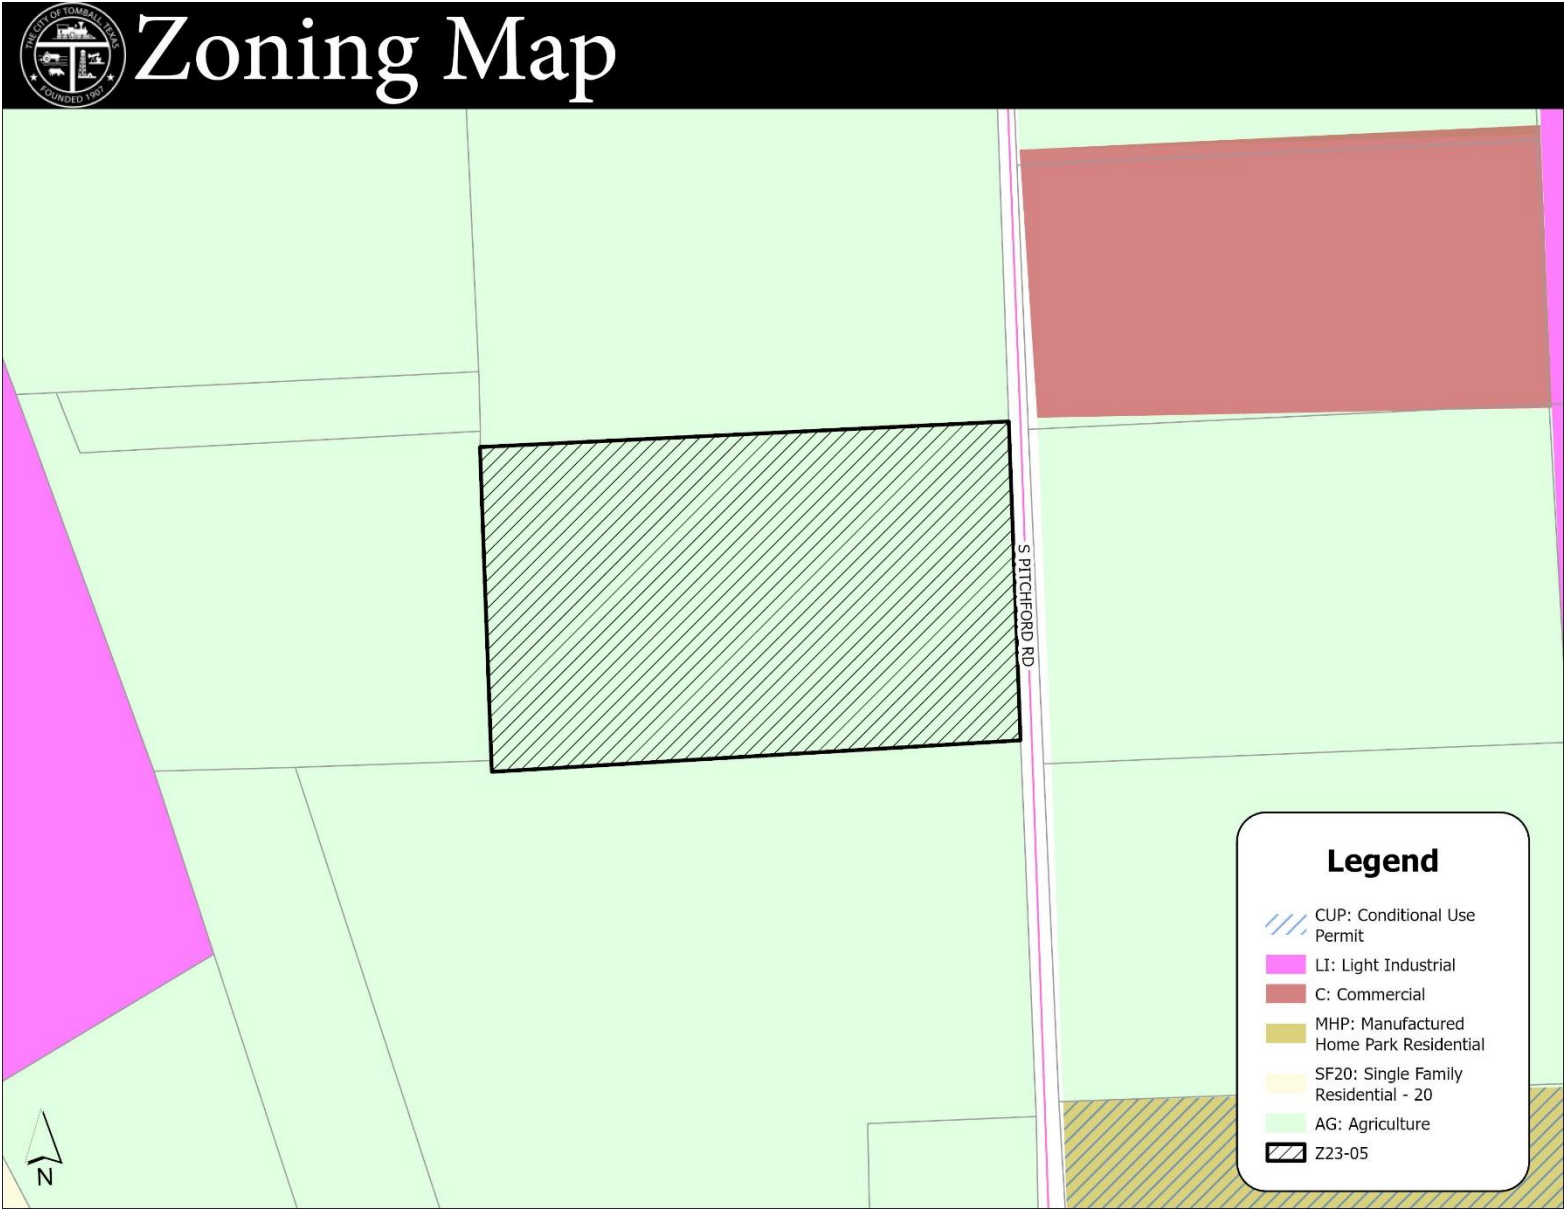 THE CITY OF TOMBALL, TEXAS
FOUNDED 1907
Zoning Map
S PITCHFORD RD
Legend
CUP: Conditional Use
Permit
LI: Light Industrial
C: Commercial
MHP: Manufactured
Home Park Residential
SF20: Single Family
Residential - 20
AG: Agriculture
Z23-05
N